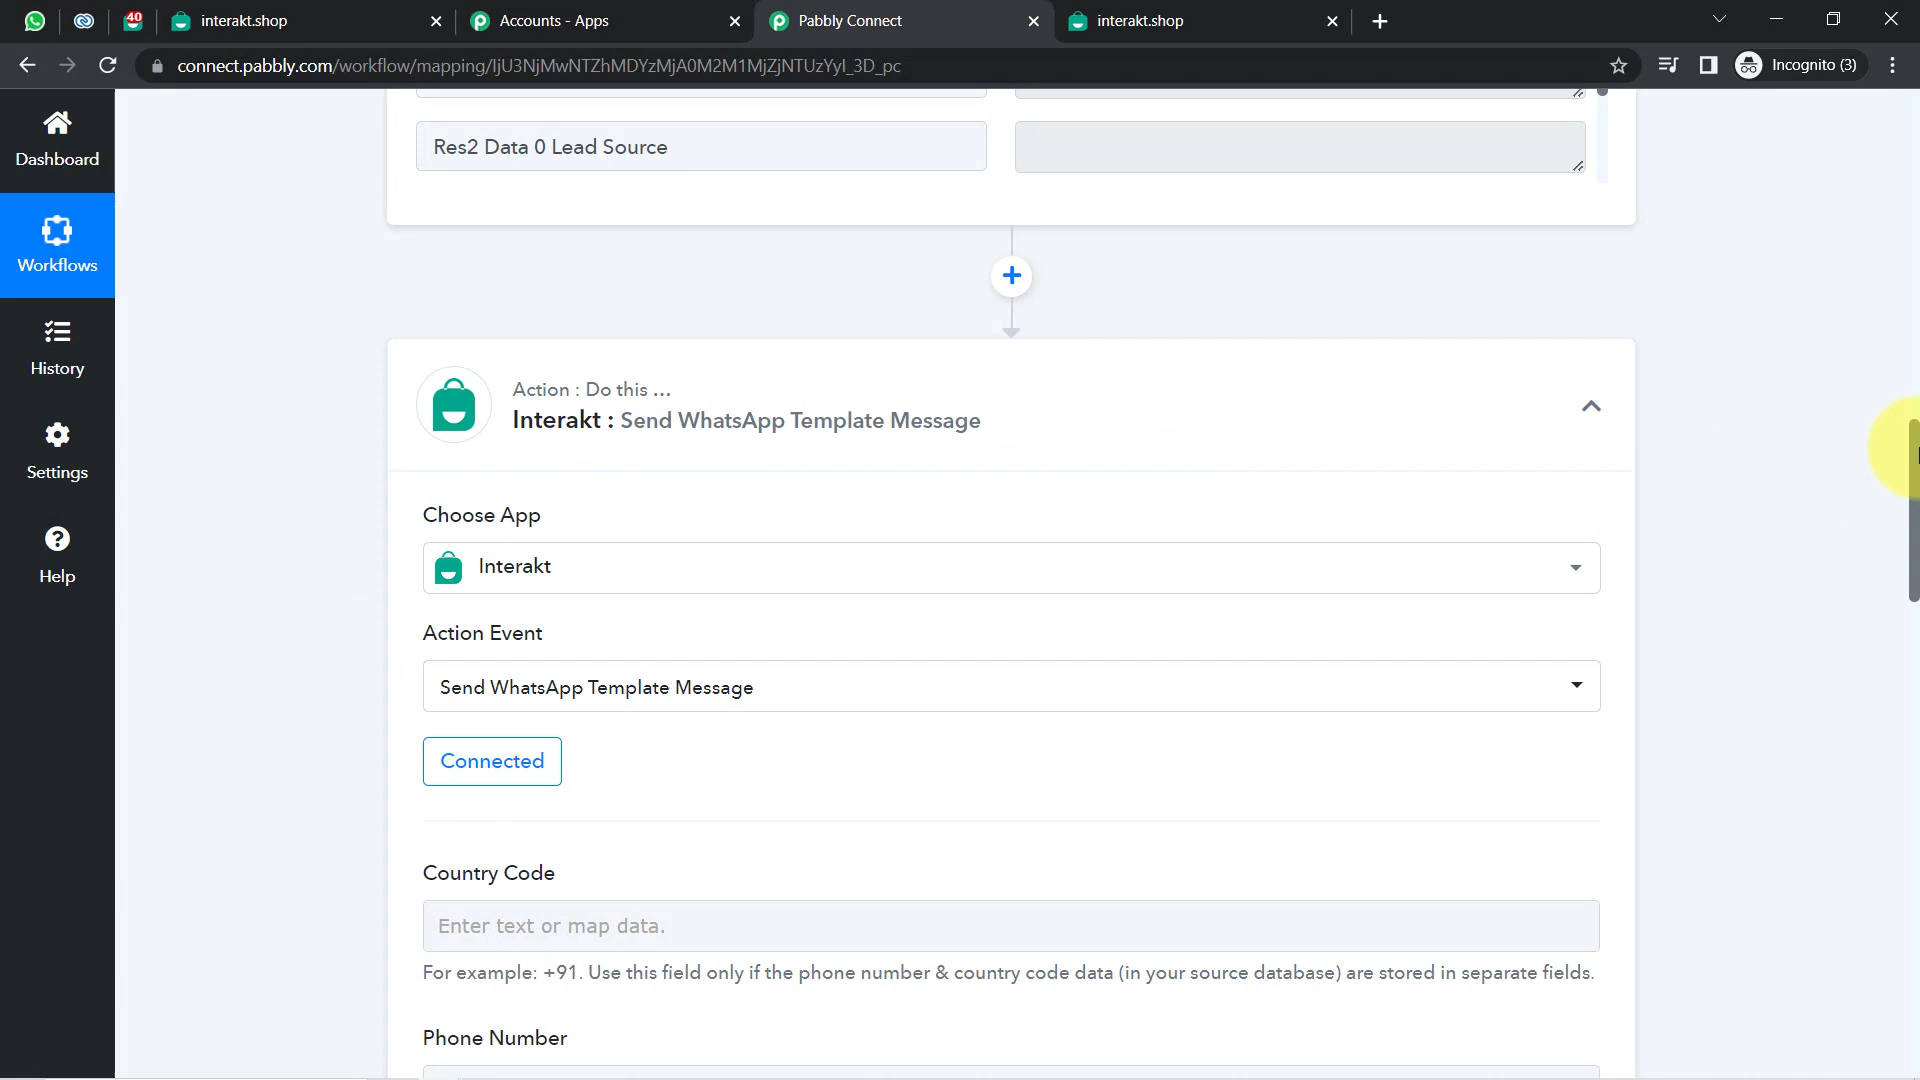 40
interakt.shop
Accounts - Apps
Pabbly Connect
interakt.shop
connect.pabbly.com/workflow/mapping/IjU3NjMwNTZhMDYzMjA0M2M1MjZjNTUzYyI_3D_pc
Incognito (3)
Dashboard
Workflows
History
Settings
Help
Res2 Data 0 Lead Source
Action : Do this ...
Interakt : Send WhatsApp Template Message
Choose App
Interakt
Action Event
Send WhatsApp Template Message
Connected
Country Code
Enter text or map data.
For example: +91. Use this field only if the phone number & country code data (in your source database) are stored in separate fields.
Phone Number